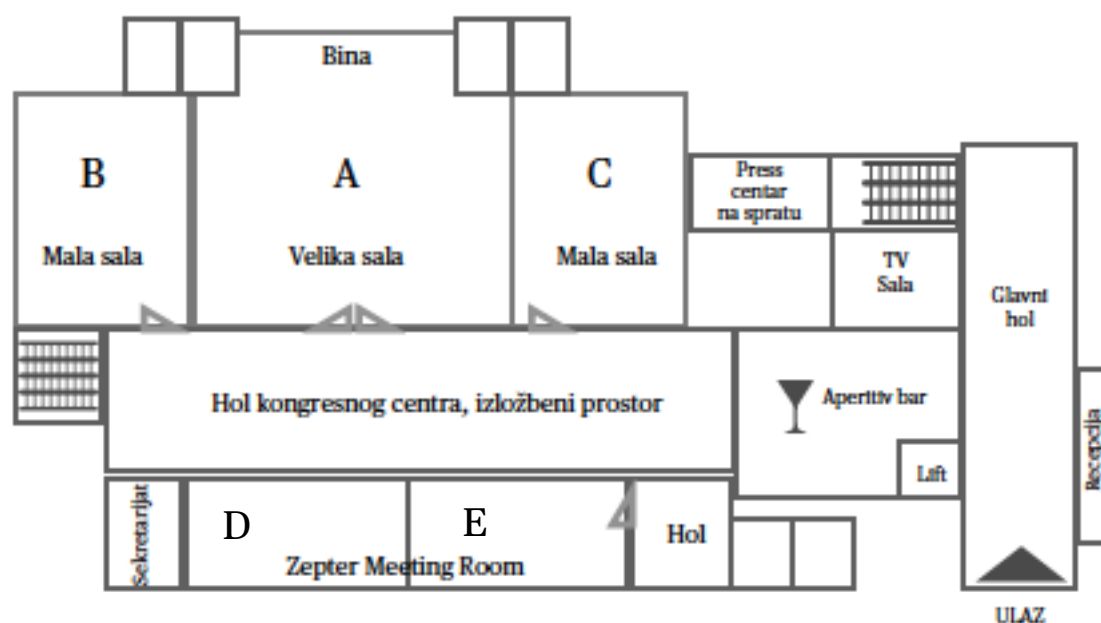 Bina
B
A
C
Press
centar
na spratu
Mala sala
Velika sala
Mala sala
TV
Sala
Glavni
hol
Hol kongresnog centra, izložbeni prostor
Aperitiv bar
Lift
Recepcija
Sekretarijat
D
E
Hol
Zepter Meeting Room
ULAZ